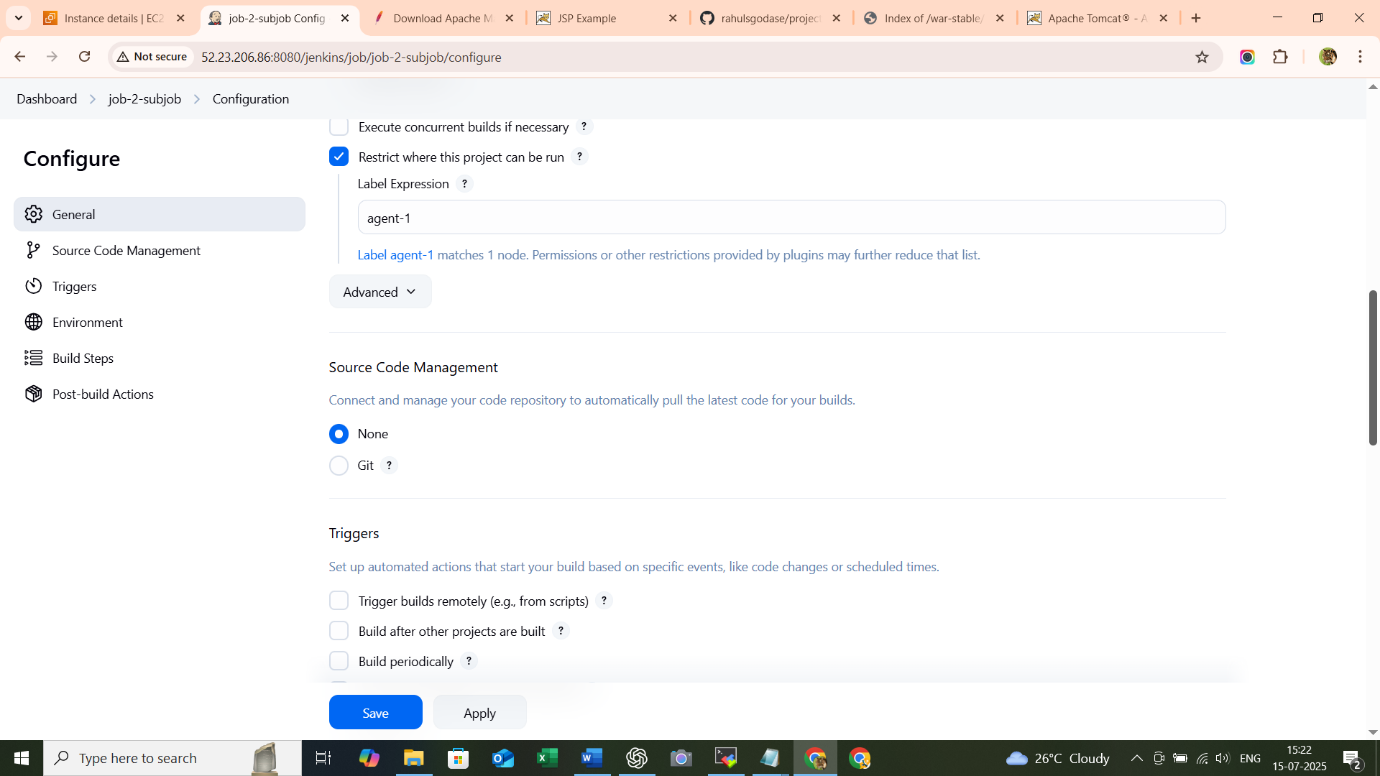 Instance details | EC2
job-2-subjob Config
Download Apache M
JSP Example
rahulsgodase/project
Index of /war-stable/
Apache Tomcat® - A
Not secure
52.23.206.86:8080/jenkins/job/job-2-subjob/configure
Dashboard > job-2-subjob > Configuration
Configure
General
Source Code Management
Triggers
Environment
Build Steps
Post-build Actions
Execute concurrent builds if necessary ?
Restrict where this project can be run ?
Label Expression ?
agent-1
Label agent-1 matches 1 node. Permissions or other restrictions provided by plugins may further reduce that list.
Advanced
Source Code Management
Connect and manage your code repository to automatically pull the latest code for your builds.
None
Git ?
Triggers
Set up automated actions that start your build based on specific events, like code changes or scheduled times.
Trigger builds remotely (e.g., from scripts) ?
Build after other projects are built ?
Build periodically ?
Save
Apply
Type here to search
26°C Cloudy
ENG
15:22
15-07-2025
2